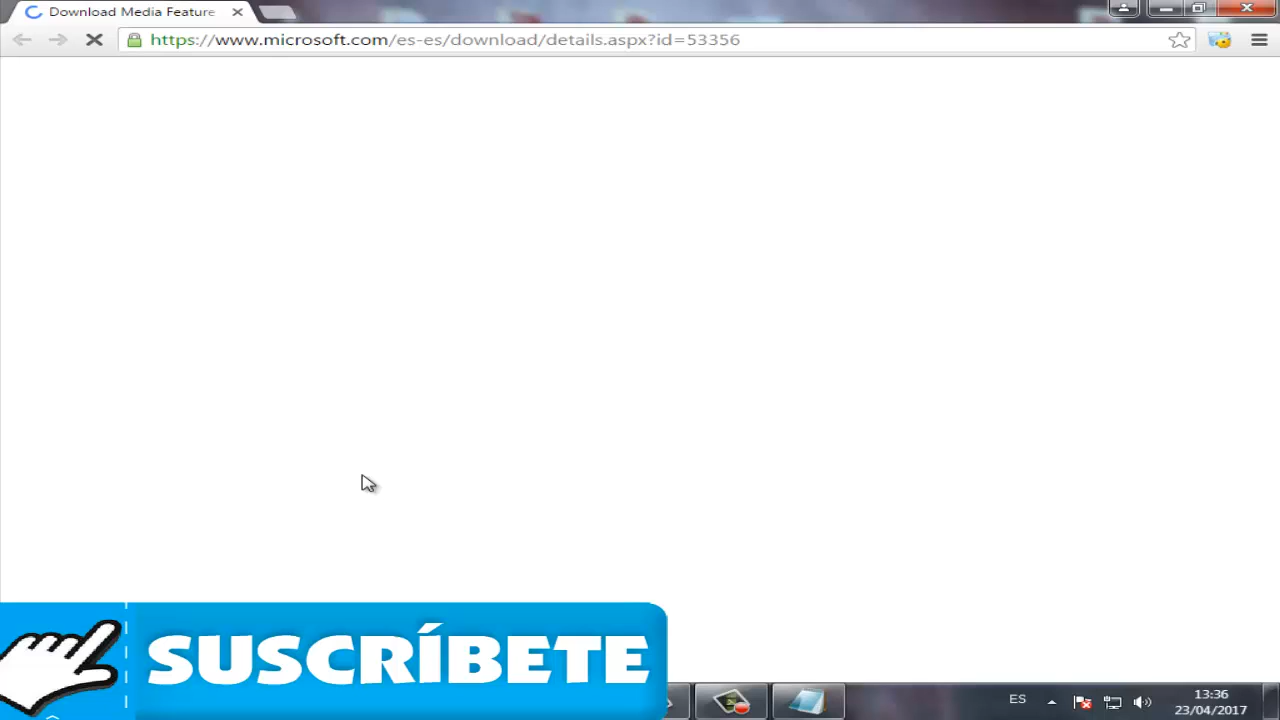 Download Media Feature
https://www.microsoft.com/es-es/download/details.aspx?id=53356
SUSCRÍBETE
ES
13:36
23/04/2017